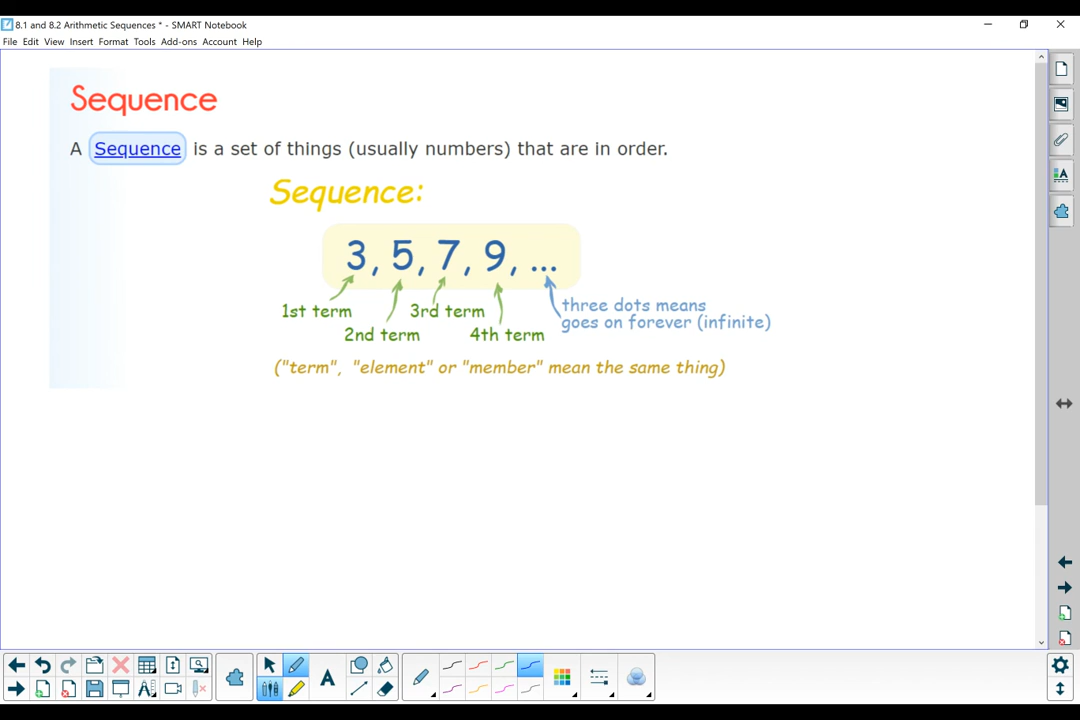 8.1 and 8.2 Arithmetic Sequences * - SMART Notebook
File Edit View Insert Format Tools Add-ons Account Help
Sequence
A Sequence is a set of things (usually numbers) that are in order.
Sequence:
3, 5, 7, 9, ...
1st term
2nd term
3rd term
4th term
three dots means
goes on forever (infinite)
("term", "element" or "member" mean the same thing)